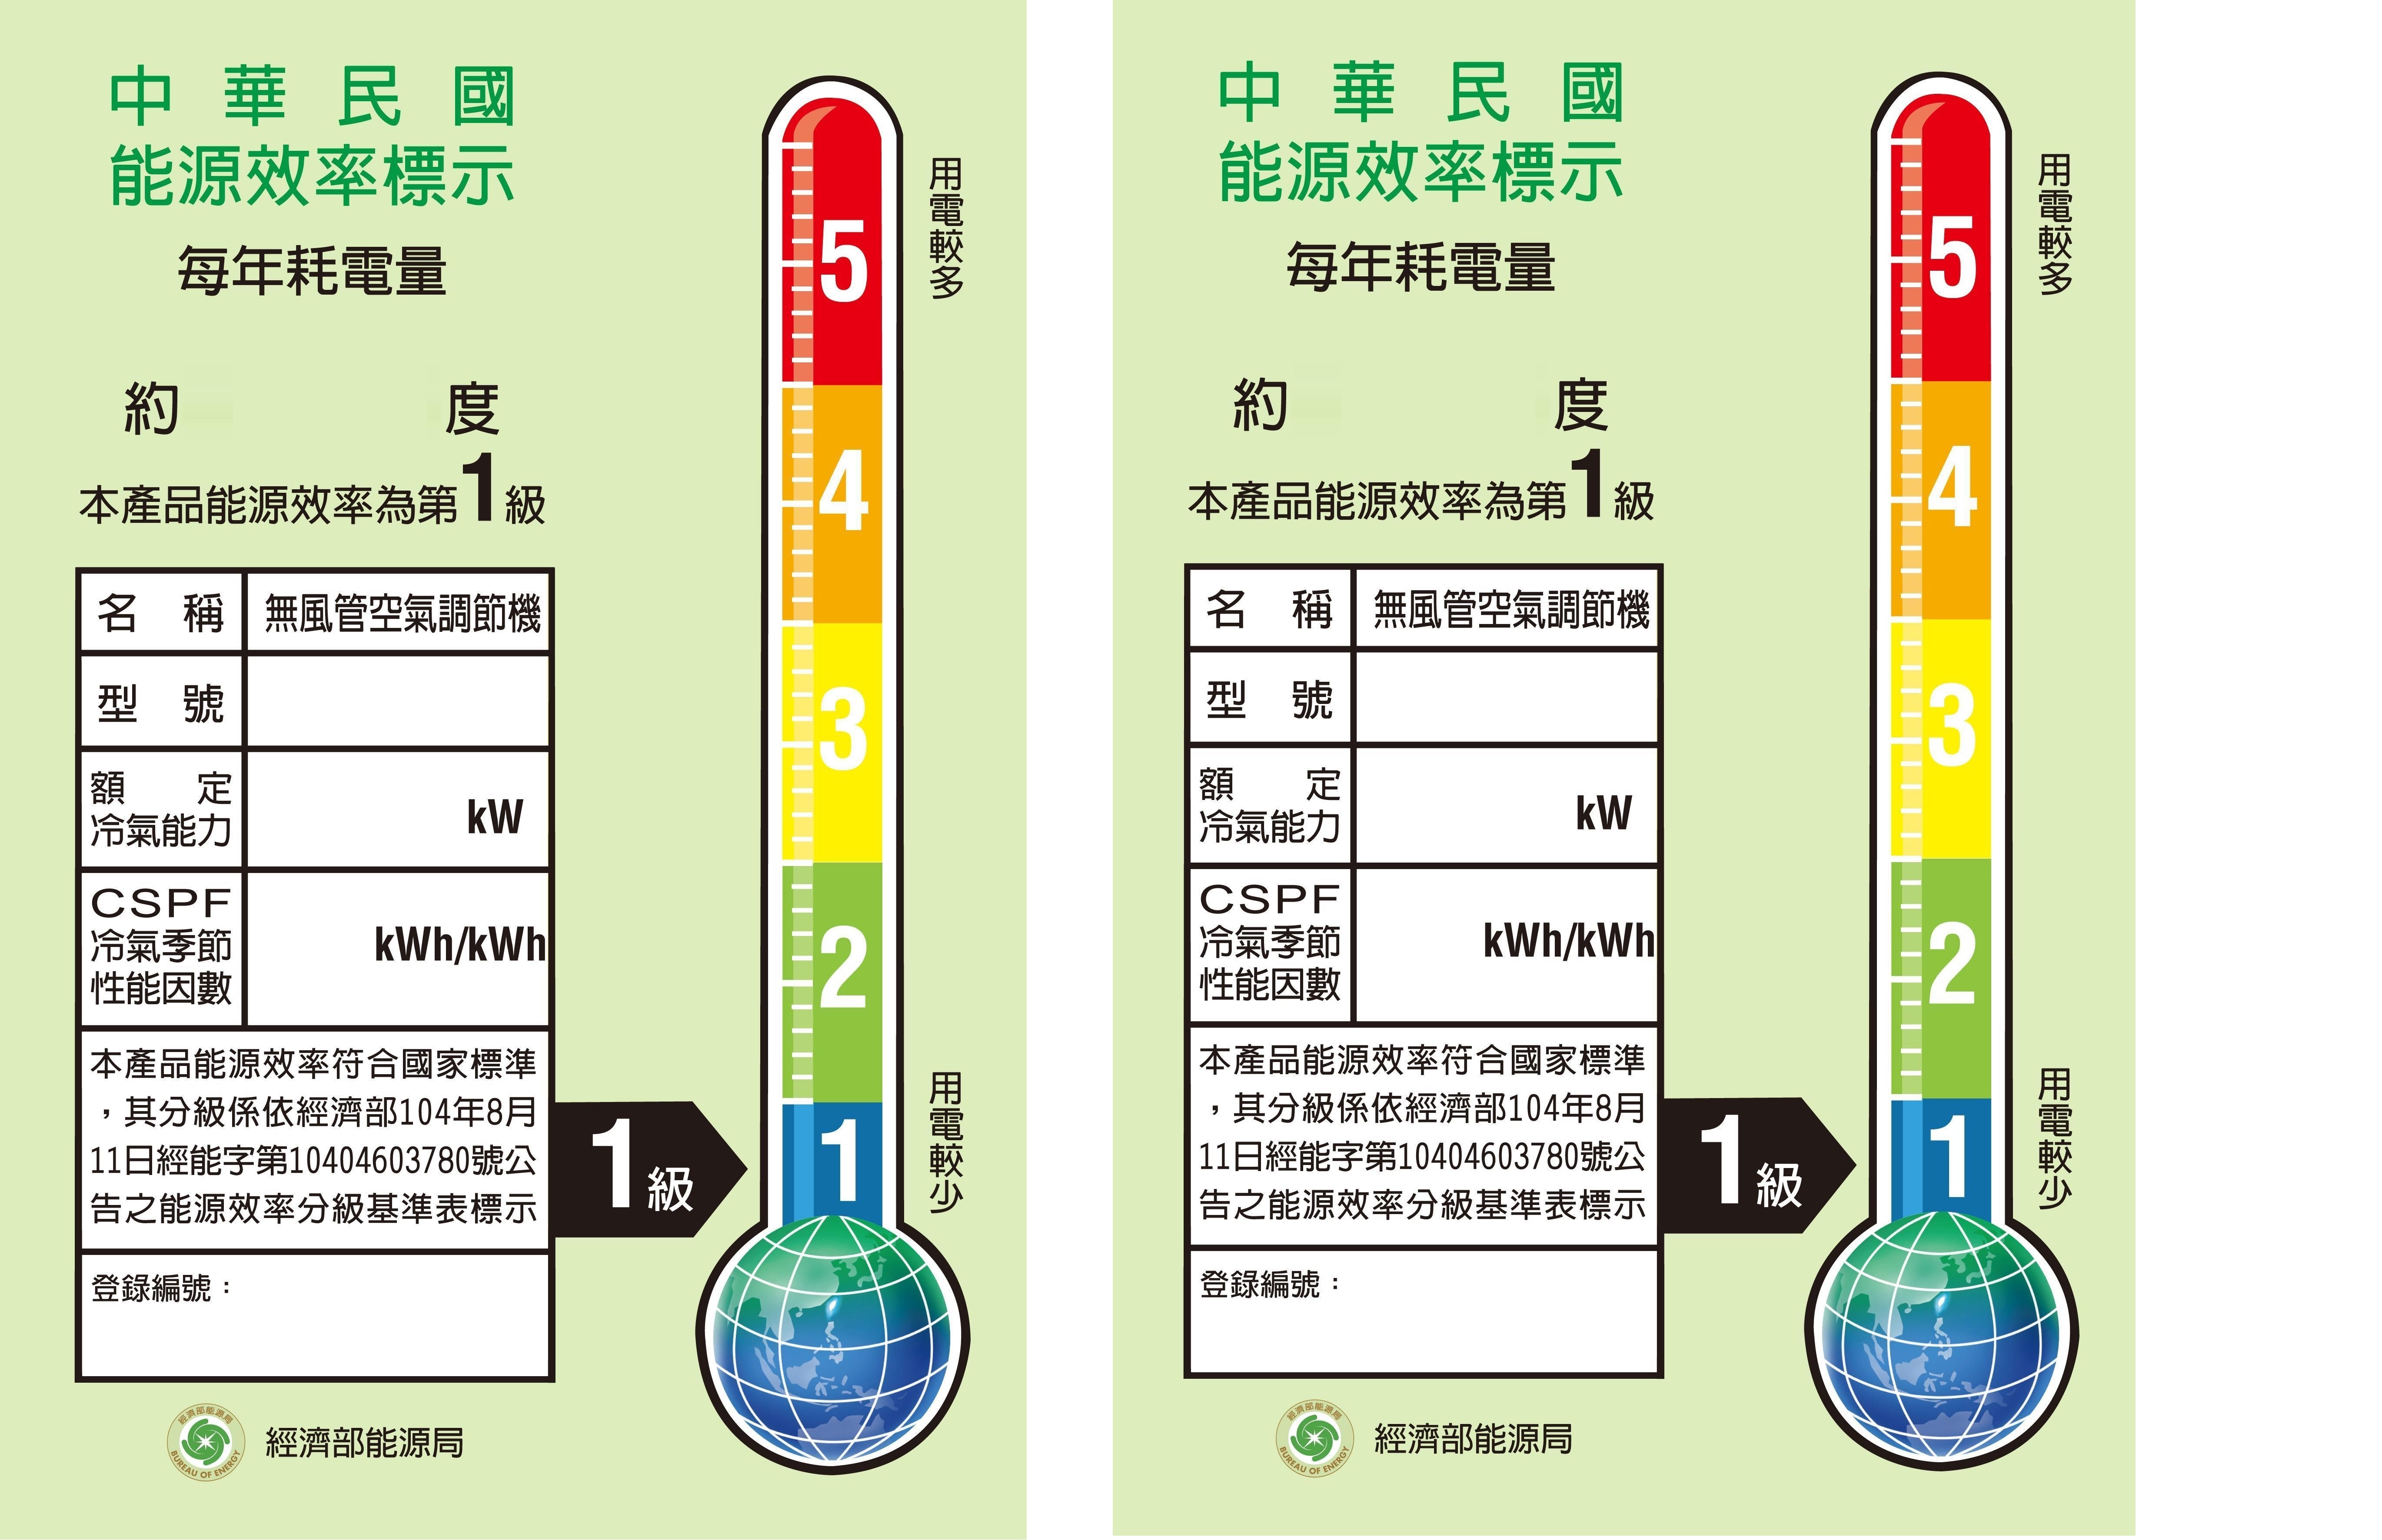 中華民國
能源效率標示
每年耗電量
約 度
本產品能源效率為第1級
名稱 無風管空氣調節機
型號
額定
冷氣能力 kW
CSPF
冷氣季節
性能因數 kWh/kWh
本產品能源效率符合國家標準
，其分級係依經濟部104年8月
11日經能字第10404603780號公
告之能源效率分級基準表標示
登錄編號：
經濟部能源局
BUREAU OF ENERGY
經濟部能源局
1級
5
4
3
2
1
用電較多
用電較少
中華民國
能源效率標示
每年耗電量
約 度
本產品能源效率為第1級
名稱 無風管空氣調節機
型號
額定
冷氣能力 kW
CSPF
冷氣季節
性能因數 kWh/kWh
本產品能源效率符合國家標準
，其分級係依經濟部104年8月
11日經能字第10404603780號公
告之能源效率分級基準表標示
登錄編號：
經濟部能源局
BUREAU OF ENERGY
經濟部能源局
1級
5
4
3
2
1
用電較多
用電較少